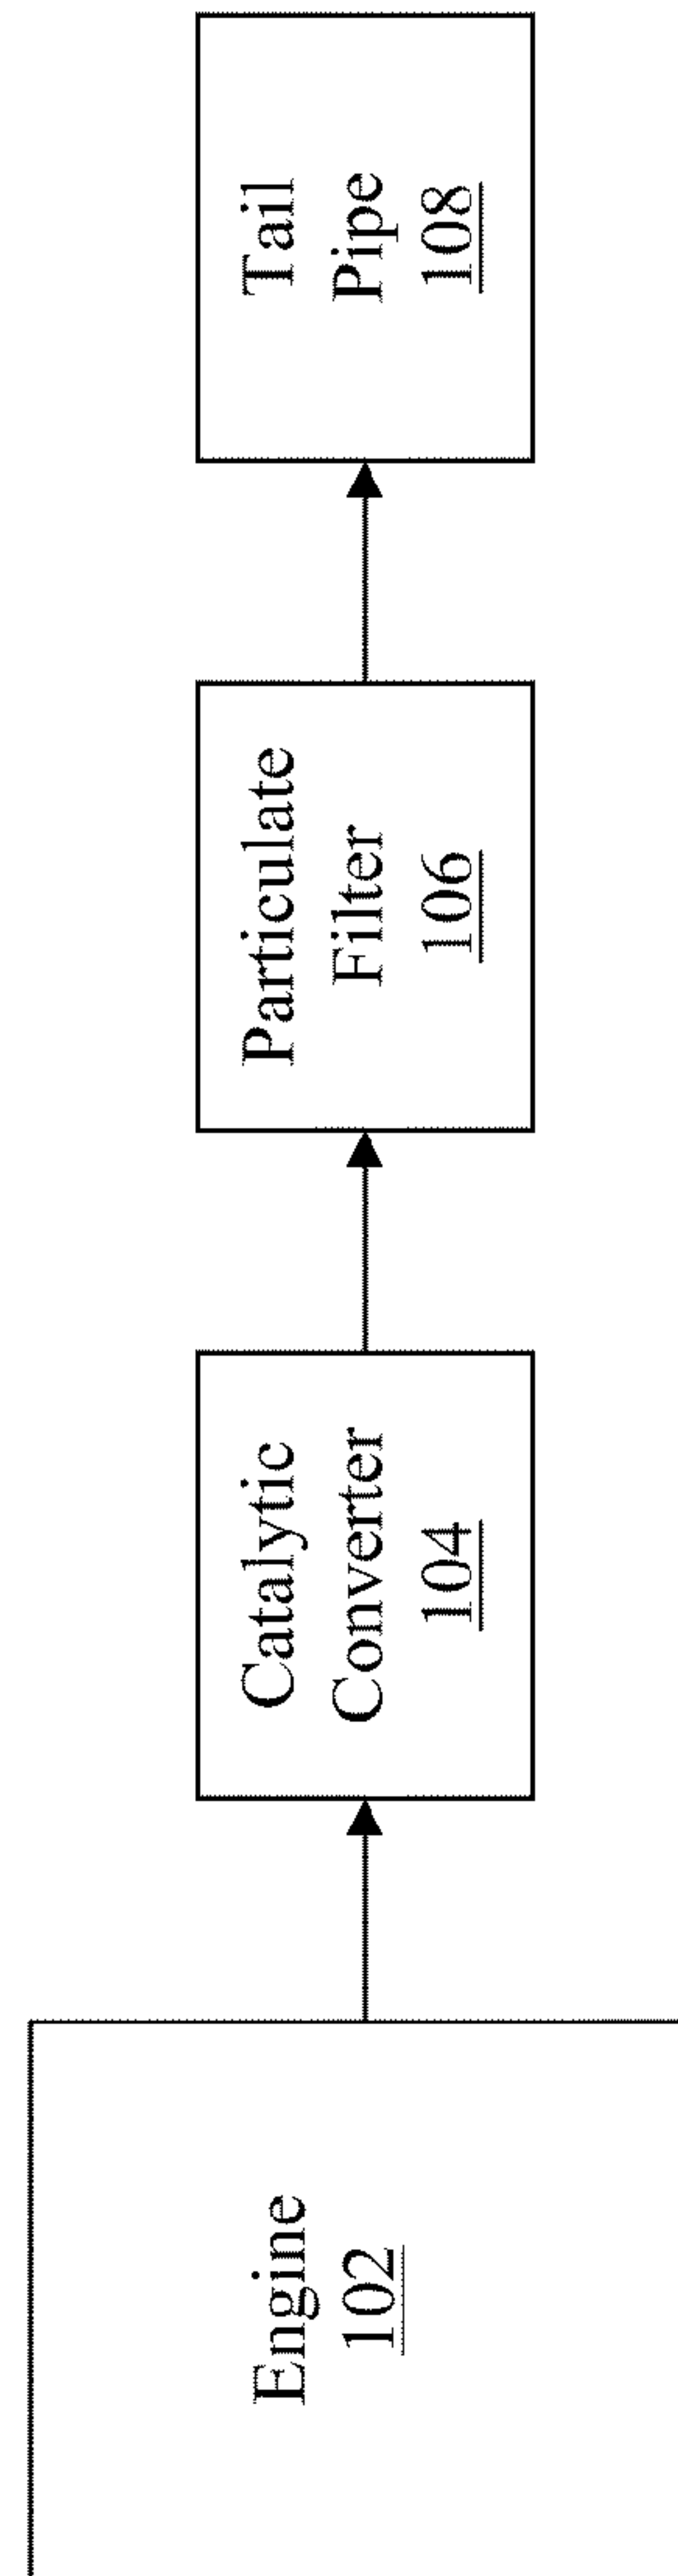 Engine
102
Catalytic
Converter
104
Particulate
Filter
106
Tail
Pipe
108